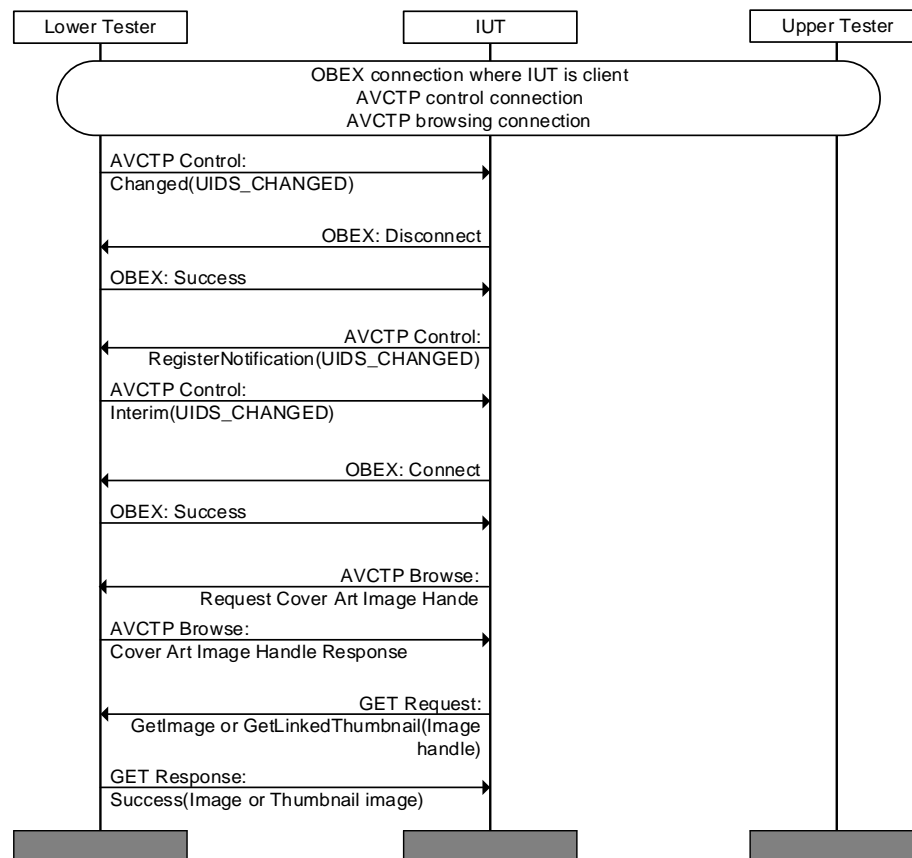 Lower Tester
IUT
Upper Tester
OBEX connection where IUT is client
AVCTP control connection
AVCTP browsing connection
AVCTP Control:
Changed(UIDS_CHANGED)
OBEX: Disconnect
OBEX: Success
AVCTP Control:
RegisterNotification(UIDS_CHANGED)
AVCTP Control:
Interim(UIDS_CHANGED)
OBEX: Connect
OBEX: Success
AVCTP Browse:
Request Cover Art Image Hande
AVCTP Browse:
Cover Art Image Handle Response
GET Request:
GetImage or GetLinkedThumbnail(Image
handle)
GET Response:
Success(Image or Thumbnail image)